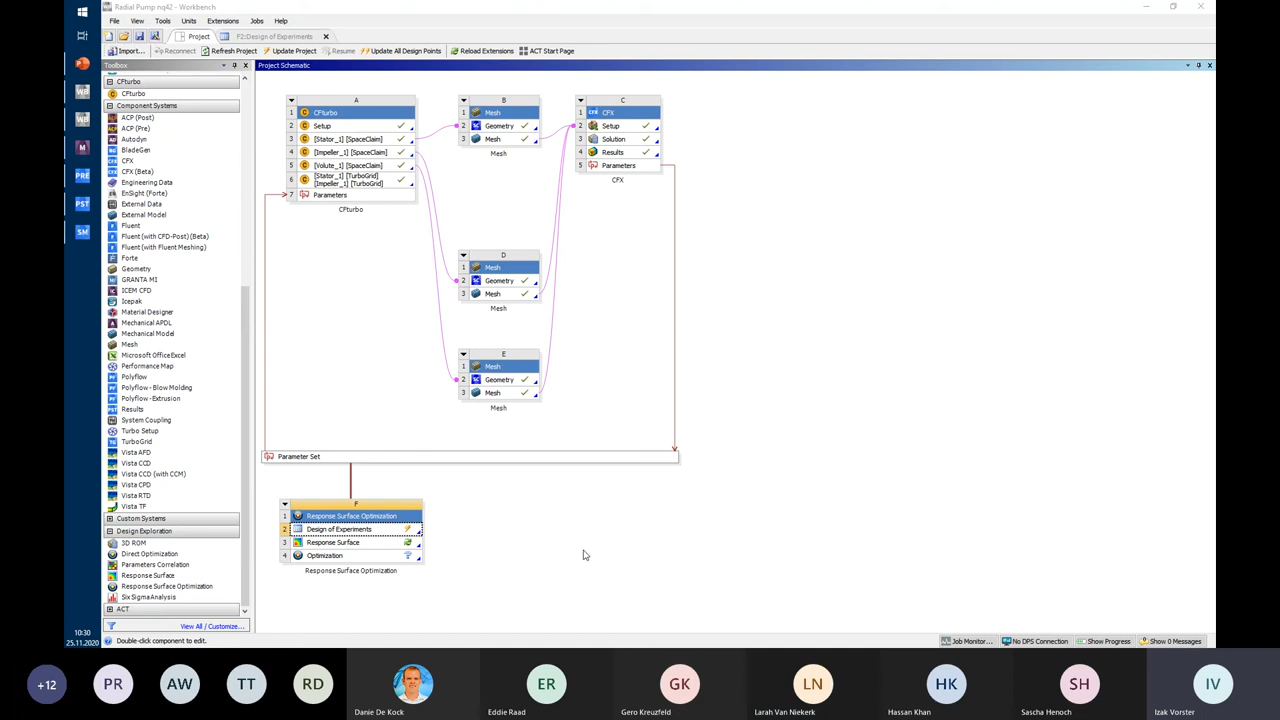 Radial Pump nq42 - Workbench
File View Tools Units Extensions Jobs Help
Project F2:Design of Experiments
Import... Reconnect Refresh Project Update Project Resume Update All Design Points Reload Extensions ACT Start Page
Toolbox
Project Schematic
CFturbo
CFturbo
Component Systems
ACP (Post)
ACP (Pre)
Autodyn
BladeGen
CFX
CFX (Beta)
Engineering Data
EnSight (Forte)
External Data
External Model
Fluent
Fluent (with CFD-Post) (Beta)
Fluent (with Fluent Meshing)
Forte
Geometry
GRANTA MI
ICEM CFD
Icepak
Material Designer
Mechanical APDL
Mechanical Model
Mesh
Microsoft Office Excel
Performance Map
Polyflow
Polyflow - Blow Molding
Polyflow - Extrusion
Results
System Coupling
Turbo Setup
TurboGrid
Vista AFD
Vista CCD
Vista CCD (with CCM)
Vista CPD
Vista RTD
Vista TF
Custom Systems
Design Exploration
3D ROM
Direct Optimization
Parameters Correlation
Response Surface
Response Surface Optimization
Six Sigma Analysis
ACT
View All / Customize...
A
1 CFturbo
2 Setup
3 [Stator_1] [SpaceClaim]
4 [Impeller_1] [SpaceClaim]
5 [Volute_1] [SpaceClaim]
6 [Stator_1] [TurboGrid]
[Impeller_1] [TurboGrid]
7 Parameters
CFturbo
B
1 Mesh
2 Geometry
3 Mesh
Mesh
C
1 CFX
2 Setup
3 Solution
4 Results
5 Parameters
CFX
D
1 Mesh
2 Geometry
3 Mesh
Mesh
E
1 Mesh
2 Geometry
3 Mesh
Mesh
Parameter Set
F
1 Response Surface Optimization
2 Design of Experiments
3 Response Surface
4 Optimization
Response Surface Optimization
WB
WB
M
PRE
PST
SM
10:30
25.11.2020
Double-click component to edit.
Job Monitor... No DPS Connection Show Progress Show 0 Messages
+12 PR AW TT RD ER GK LN HK SH IV
Danie De Kock Eddie Raad Gero Kreuzfeld Larah Van Niekerk Hassan Khan Sascha Henoch Izak Vorster